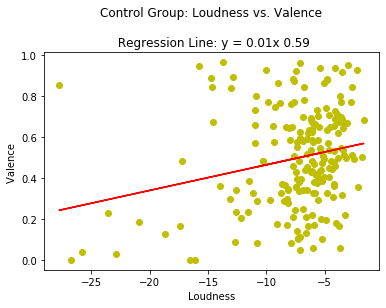 Control Group: Loudness vs. Valence
Regression Line: y = 0.01x 0.59
1.0
0.8
0.6
0.4
0.2
0.0
Valence
−25
−20
−15
−10
−5
Loudness